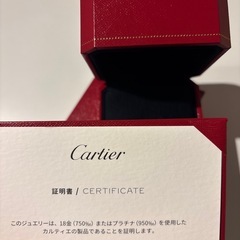 Cartier
証明書 / CERTIFICATE
このジュエリーは、18金（750‰）またはプラチナ（950‰）を使用した
カルティエの製品であることを証明します。